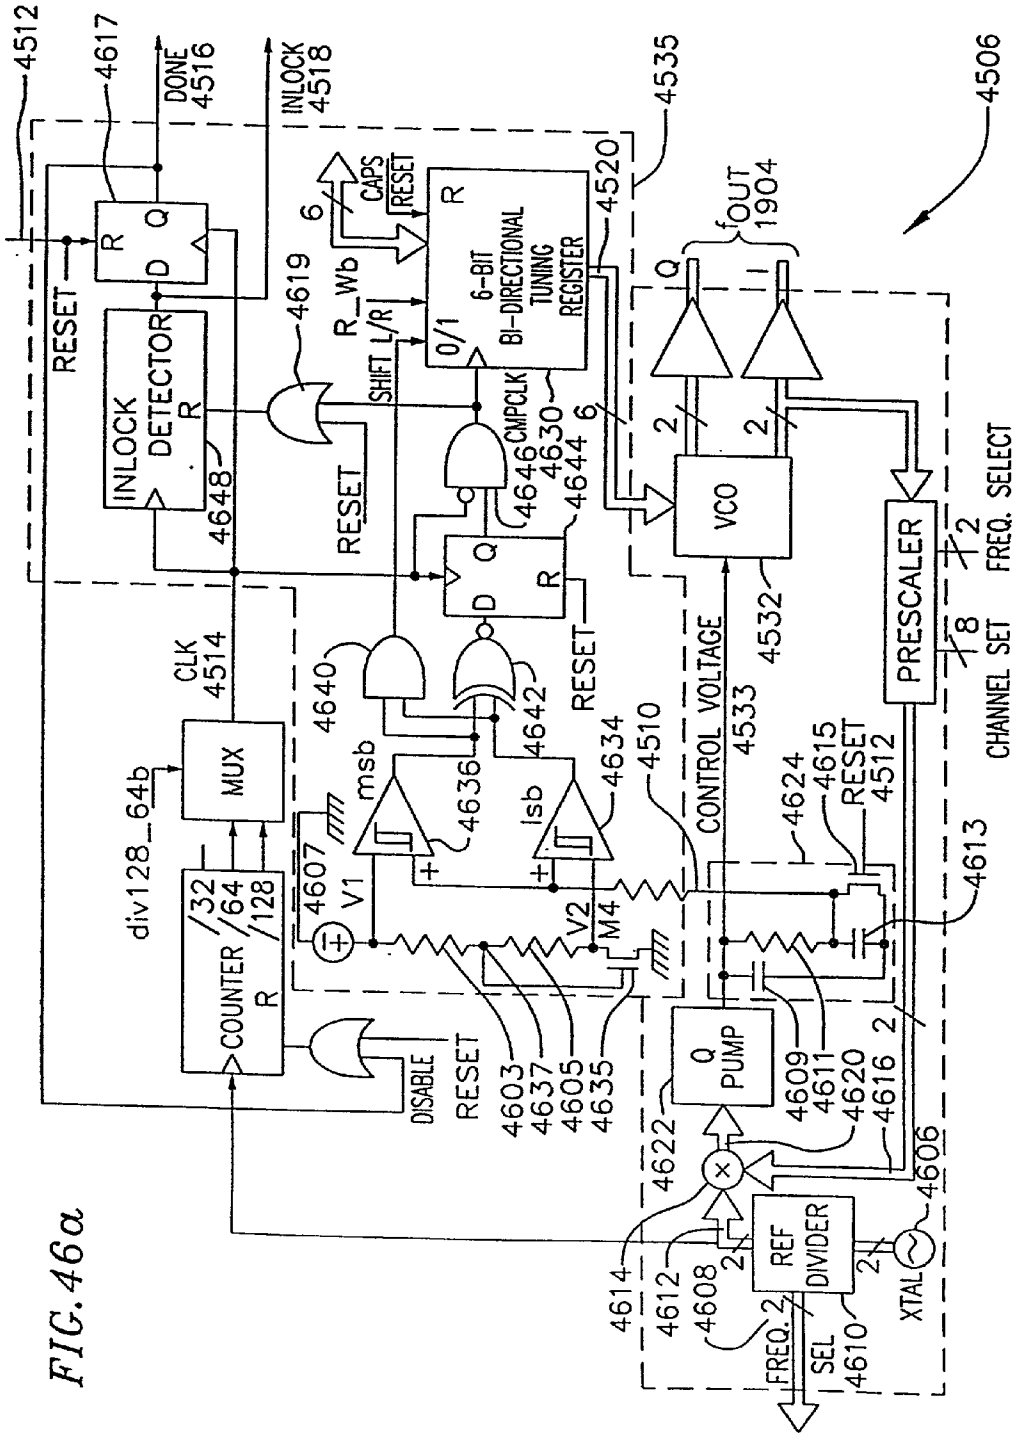 FIG. 46a
4512
4617
DONE
4516
INLOCK
4518
4535
4506
RESET
R
D
Q
INLOCK
DETECTOR
R
4648
4619
RESET
CLK
4514
div128_64b
MUX
/32
/64
/128
COUNTER
R
DISABLE
RESET
SHIFT L/R
R_Wb
6
CAPS
RESET
0/1
R
6-BIT
BI-DIRECTIONAL
TUNING
REGISTER
CMPCLK
4630
4646
4644
4520
6
D
Q
R
RESET
4640
4642
msb
4636
lsb
4634
+
+
4607
V1
V2
M4
4603
4637
4605
4635
4510
CONTROL VOLTAGE
4533
VCO
4532
2
2
Q
I
fOUT
1904
PRESCALER
2
FREQ. SELECT
8
CHANNEL SET
4624
4615
RESET
4512
4613
Q
PUMP
4622
4609
4611
4620
4616
2
4614
4612
4608
2
REF
DIVIDER
2
FREQ.
SEL
2
4610
XTAL
4606